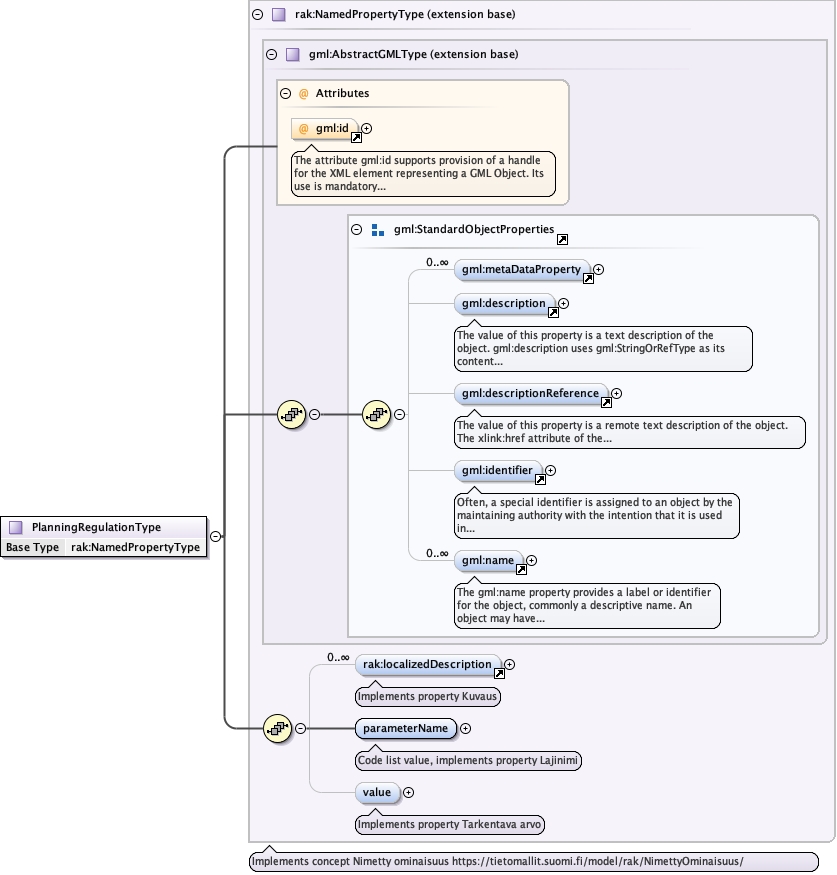 rak:NamedPropertyType (extension base)
gml:AbstractGMLType (extension base)
@ Attributes
@ gml:id
The attribute gml:id supports provision of a handle
for the XML element representing a GML Object. Its
use is mandatory...
gml:StandardObjectProperties
0..∞
gml:metaDataProperty
gml:description
The value of this property is a text description of the
object. gml:description uses gml:StringOrRefType as its
content...
gml:descriptionReference
The value of this property is a remote text description of the object.
The xlink:href attribute of the...
gml:identifier
Often, a special identifier is assigned to an object by the
maintaining authority with the intention that it is used
in...
0..∞
gml:name
The gml:name property provides a label or identifier
for the object, commonly a descriptive name. An
object may have...
PlanningRegulationType
Base Type rak:NamedPropertyType
0..∞
rak:localizedDescription
Implements property Kuvaus
parameterName
Code list value, implements property Lajinimi
value
Implements property Tarkentava arvo
Implements concept Nimetty ominaisuus https://tietomallit.suomi.fi/model/rak/NimettyOminaisuus/